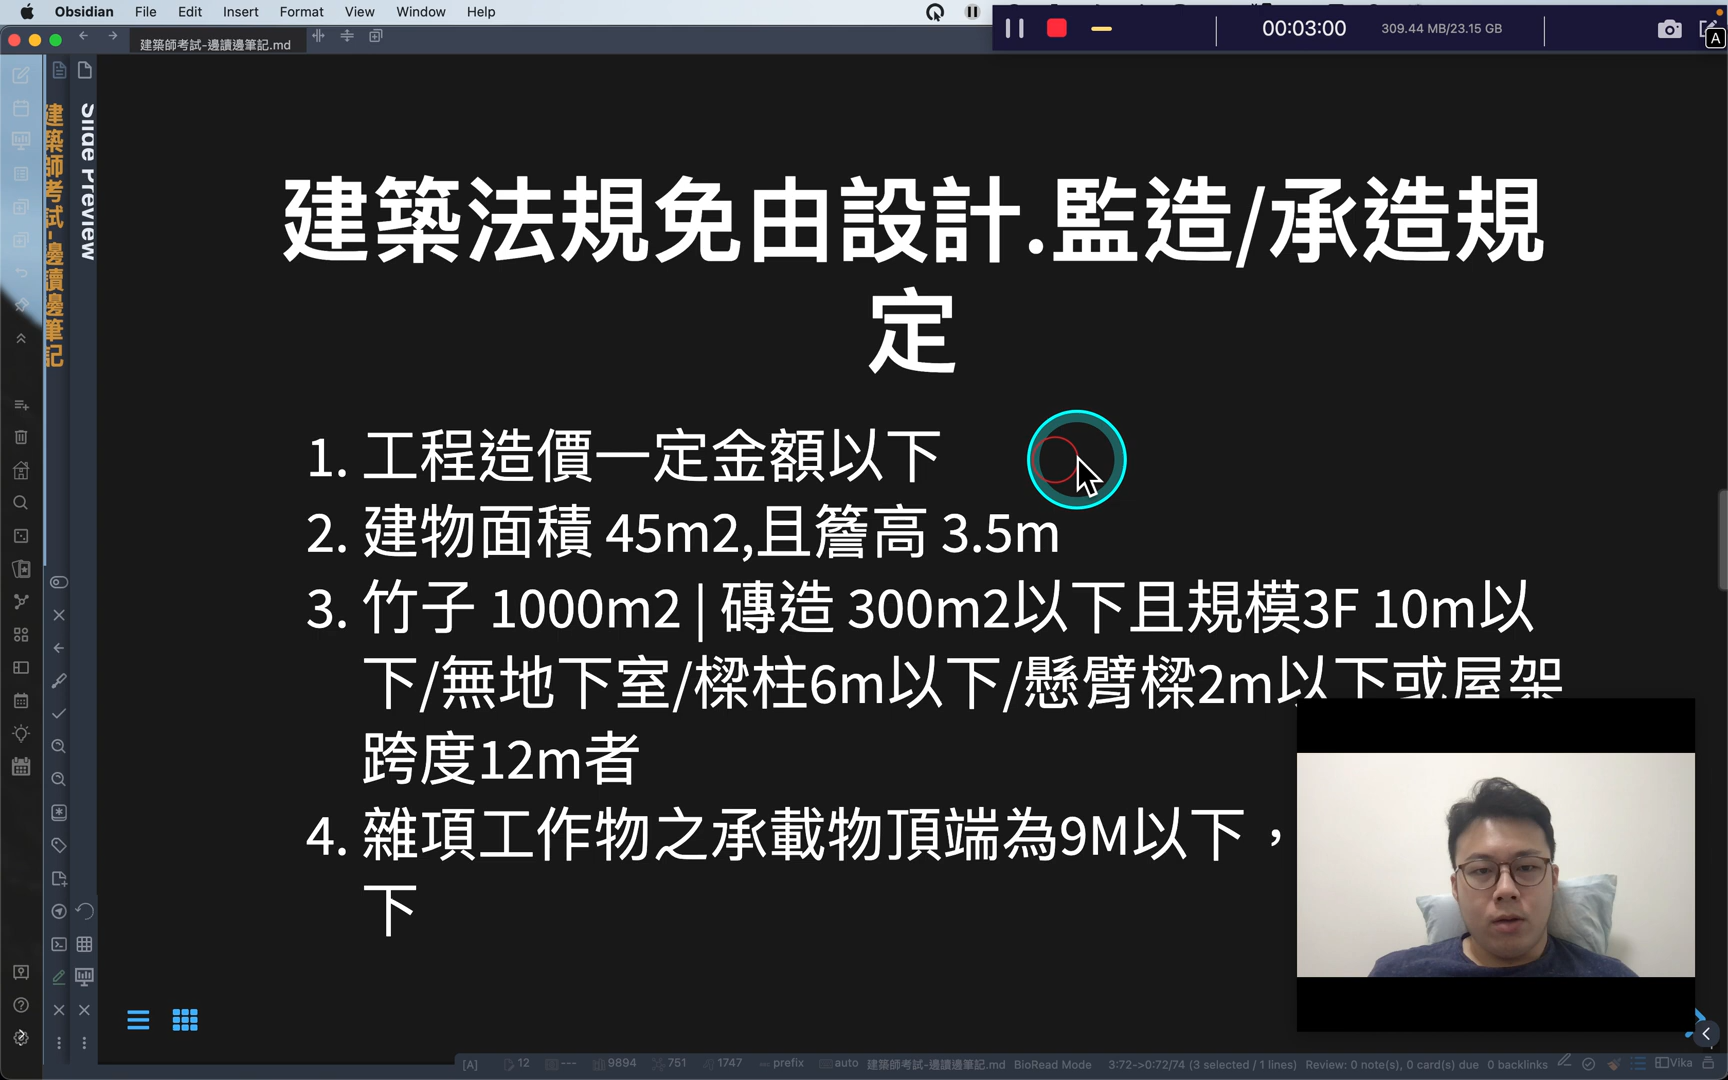 Obsidian File Edit Insert Format View Window Help
00:03:00 309.44 MB/23.15 GB
A
建築師考試-邊讀邊筆記.md
建築師考試-邊讀邊筆記
Slide Preview
建築法規免由設計.監造/承造規
定
1. 工程造價一定金額以下
2. 建物面積 45m2,且簷高 3.5m
3. 竹子 1000m2 | 磚造 300m2以下且規模3F 10m以
下/無地下室/樑柱6m以下/懸臂樑2m以下或屋架
跨度12m者
4. 雜項工作物之承載物頂端為9M以下，
下
[A] 12 --- 9894 751 1747 prefix auto 建築師考試-邊讀邊筆記.md BioRead Mode 3:72->0:72/74 (3 selected / 1 lines) Review: 0 note(s), 0 card(s) due 0 backlinks Vika